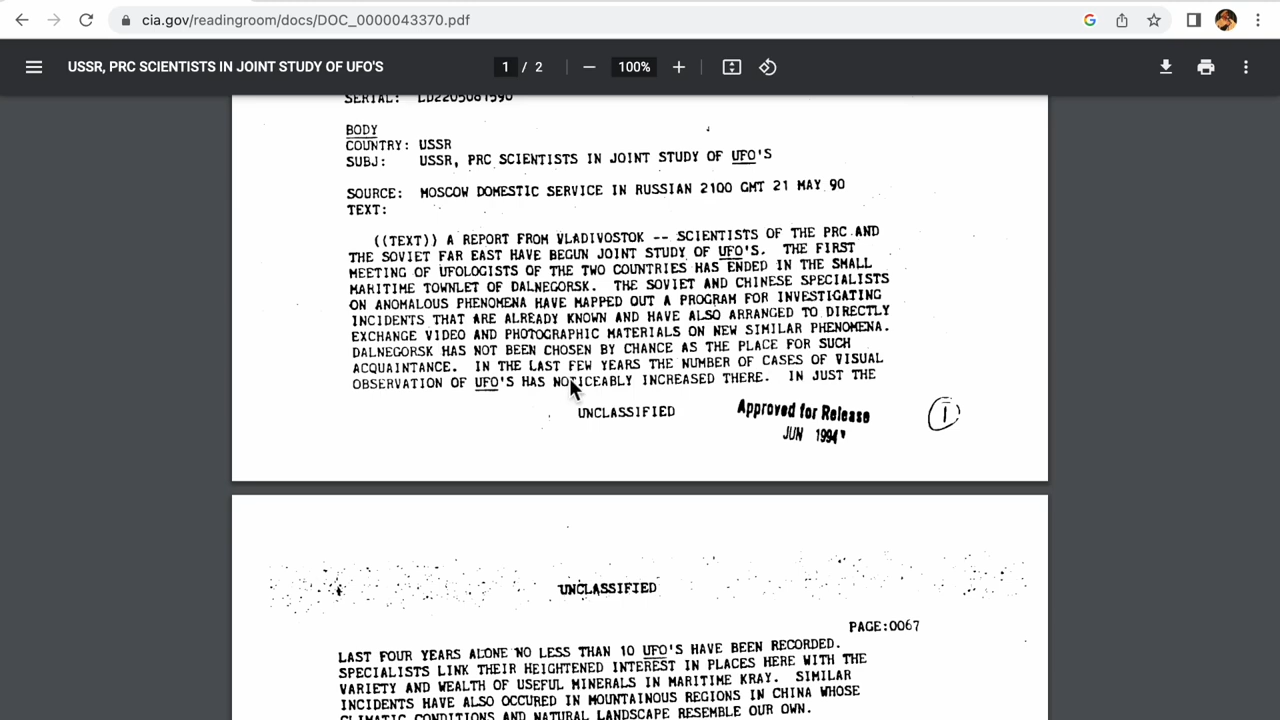 cia.gov/readingroom/docs/DOC_0000043370.pdf
USSR, PRC SCIENTISTS IN JOINT STUDY OF UFO'S
1 / 2
100%
SERIAL: LD2205081590
BODY
COUNTRY: USSR
SUBJ: USSR, PRC SCIENTISTS IN JOINT STUDY OF UFO'S
SOURCE: MOSCOW DOMESTIC SERVICE IN RUSSIAN 2100 GMT 21 MAY 90
TEXT:
((TEXT)) A REPORT FROM VLADIVOSTOK -- SCIENTISTS OF THE PRC AND
THE SOVIET FAR EAST HAVE BEGUN JOINT STUDY OF UFO'S. THE FIRST
MEETING OF UFOLOGISTS OF THE TWO COUNTRIES HAS ENDED IN THE SMALL
MARITIME TOWNLET OF DALNEGORSK. THE SOVIET AND CHINESE SPECIALISTS
ON ANOMALOUS PHENOMENA HAVE MAPPED OUT A PROGRAM FOR INVESTIGATING
INCIDENTS THAT ARE ALREADY KNOWN AND HAVE ALSO ARRANGED TO DIRECTLY
EXCHANGE VIDEO AND PHOTOGRAPHIC MATERIALS ON NEW SIMILAR PHENOMENA.
DALNEGORSK HAS NOT BEEN CHOSEN BY CHANCE AS THE PLACE FOR SUCH
ACQUAINTANCE. IN THE LAST FEW YEARS THE NUMBER OF CASES OF VISUAL
OBSERVATION OF UFO'S HAS NOTICEABLY INCREASED THERE. IN JUST THE
UNCLASSIFIED
Approved for Release
JUN 1994
1
UNCLASSIFIED
PAGE:0067
LAST FOUR YEARS ALONE NO LESS THAN 10 UFO'S HAVE BEEN RECORDED.
SPECIALISTS LINK THEIR HEIGHTENED INTEREST IN PLACES HERE WITH THE
VARIETY AND WEALTH OF USEFUL MINERALS IN MARITIME KRAY. SIMILAR
INCIDENTS HAVE ALSO OCCURED IN MOUNTAINOUS REGIONS IN CHINA WHOSE
CLIMATIC CONDITIONS AND NATURAL LANDSCAPE RESEMBLE OUR OWN.